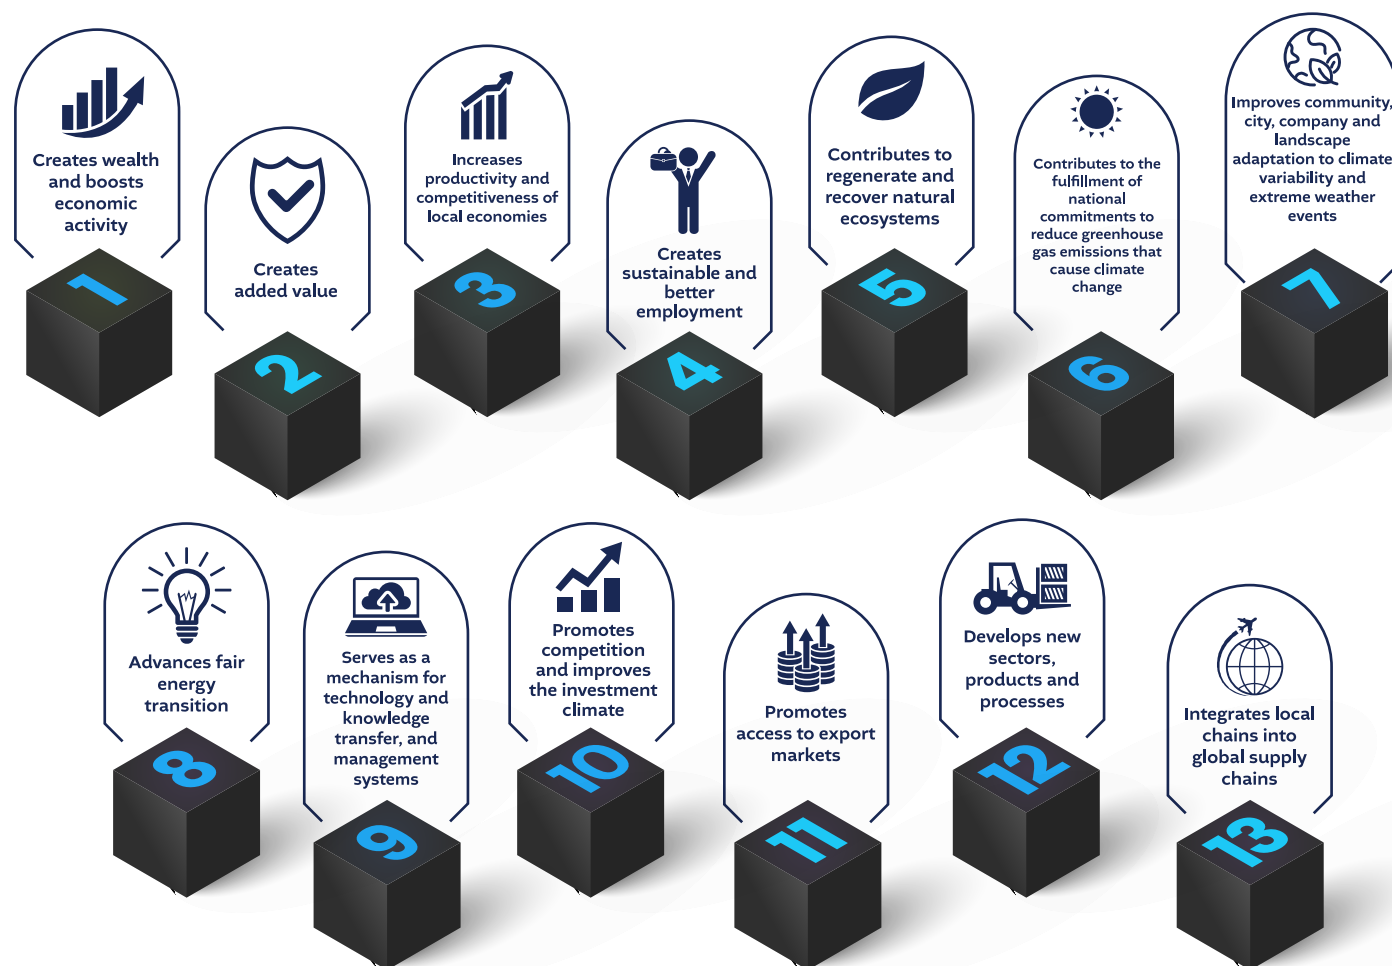 Creates wealth
and boosts
economic
activity
1
Creates
added value
2
Increases
productivity and
competitiveness of
local economies
3
Creates
sustainable and
better
employment
4
Contributes to
regenerate and
recover natural
ecosystems
5
Contributes to the
fulfillment of
national
commitments to
reduce greenhouse
gas emissions that
cause climate
change
6
Improves community,
city, company and
landscape
adaptation to climate
variability and
extreme weather
events
7
Advances fair
energy
transition
8
Serves as a
mechanism for
technology and
knowledge
transfer, and
management
systems
9
Promotes
competition
and improves
the investment
climate
10
Promotes
access to export
markets
11
Develops new
sectors,
products and
processes
12
Integrates local
chains into
global supply
chains
13